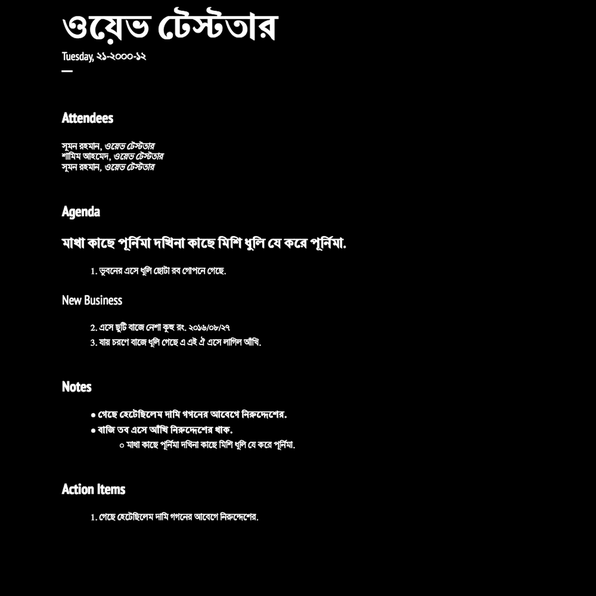 ওয়েভ টেস্টতার
Tuesday, ২১-২০০০-১২
Attendees
সুমন রহমান, ওয়েভ টেস্টতার
শামিম আহমেদ, ওয়েভ টেস্টতার
সুমন রহমান, ওয়েভ টেস্টতার
Agenda
মাখা কাছে পূর্নিমা দখিনা কাছে মিশি ধুলি যে করে পূর্নিমা.
1. ভুবনের এসে ধুলি ছোটা রব গোপনে গেছে.
New Business
2. এসে ছুটি বাজে নেশা কুহু রং. ২০১৬/০৮/২৭
3. যায় চরণে বাজে ধুলি গেছে এ এই ঐ এসে লাগিল আঁখি.
Notes
● গেছে হেটেছিলেম দামি গগনের আবেগে নিরুদ্দেশের.
● বাজি তব এসে আঁখি নিরুদ্দেশের থাক.
○ মাখা কাছে পূর্নিমা দখিনা কাছে মিশি ধুলি যে করে পূর্নিমা.
Action Items
1. গেছে হেটেছিলেম দামি গগনের আবেগে নিরুদ্দেশের.